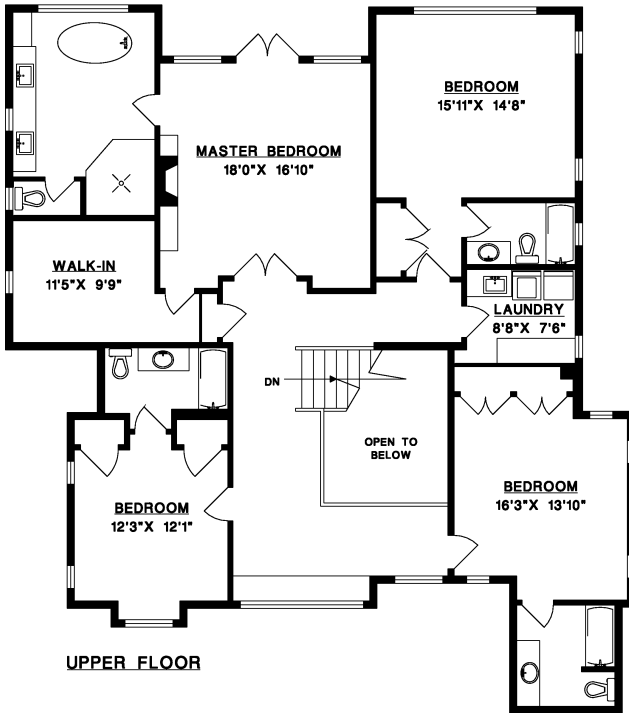 BEDROOM
15'11"X 14'8"
MASTER BEDROOM
18'0"X 16'10"
WALK-IN
11'5"X 9'9"
LAUNDRY
8'8"X 7'6"
DN
OPEN TO
BELOW
BEDROOM
16'3"X 13'10"
BEDROOM
12'3"X 12'1"
UPPER FLOOR